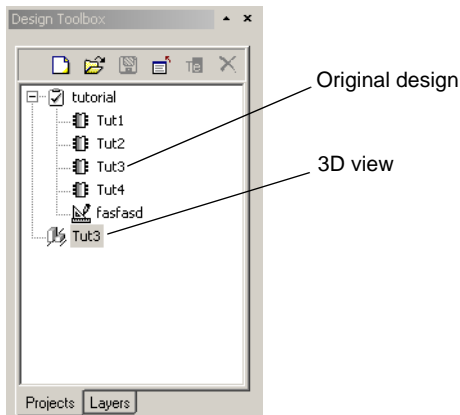 Design Toolbox
tutorial
Tut1
Tut2
Tut3
Tut4
fasfasd
Tut3
Original design
3D view
Projects
Layers